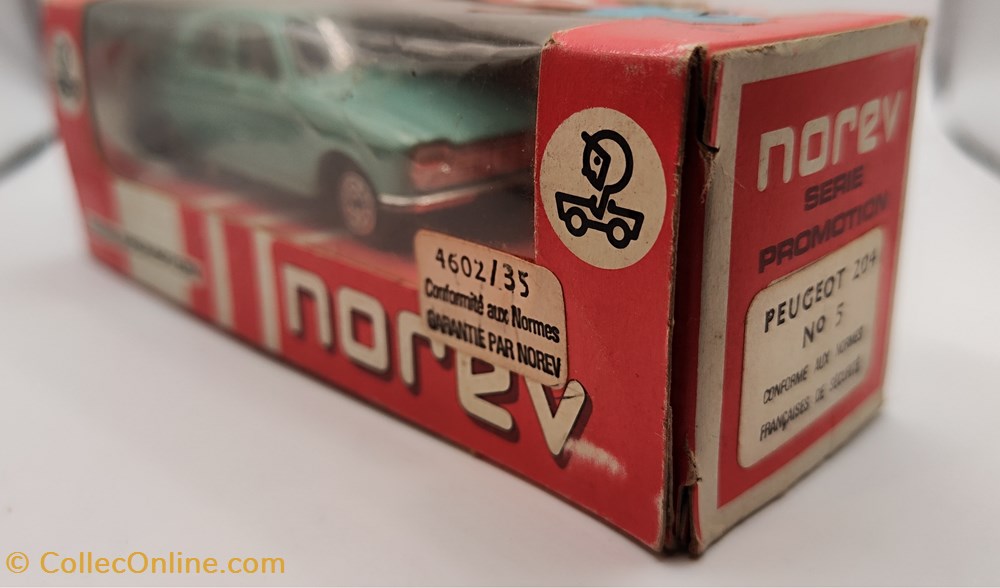 norev
4602/35
Conformité aux Normes
GARANTIE PAR NOREV
norev
SERIE
PROMOTION
PEUGEOT 204
No 5
CONFORME AUX NORMES
FRANÇAISES DE SECURITE
© CollecOnline.com